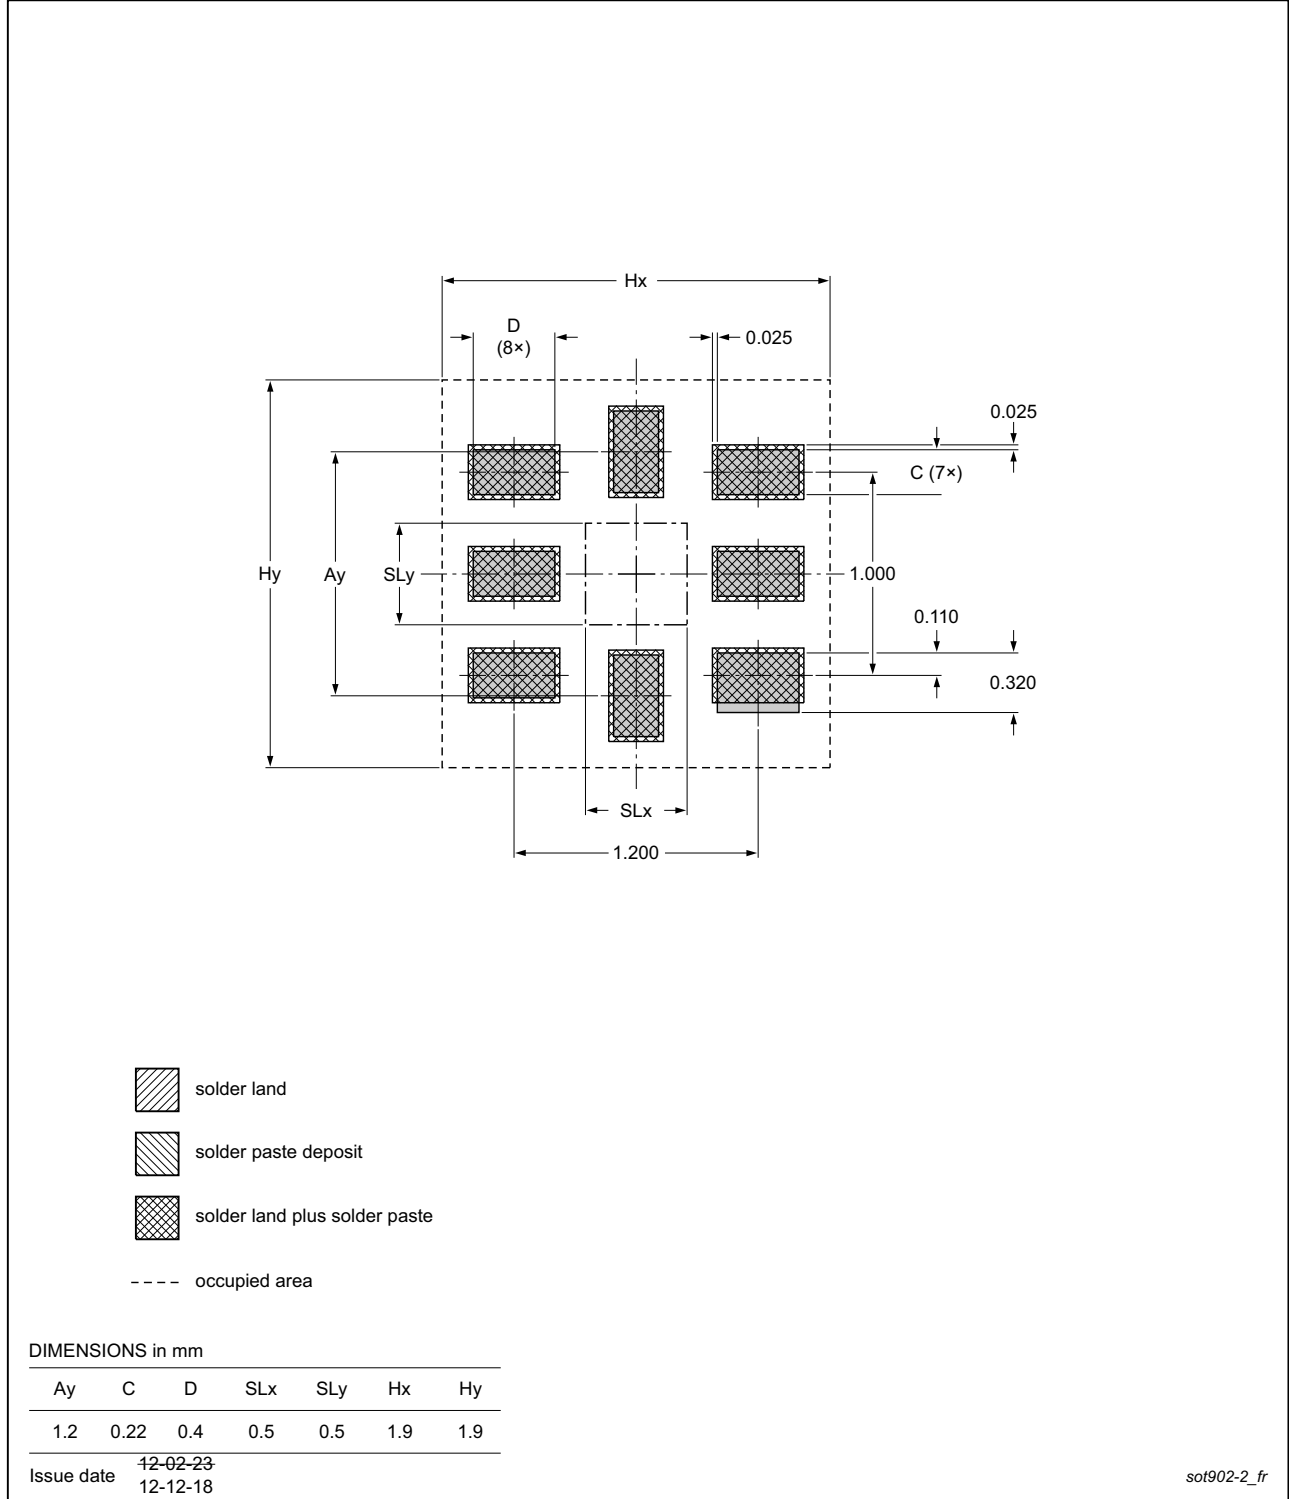 Hx
D
(8×)
0.025
0.025
C (7×)
Hy
Ay
SLy
1.000
0.110
0.320
SLx
1.200
solder land
solder paste deposit
solder land plus solder paste
occupied area
DIMENSIONS in mm
Ay C D SLx SLy Hx Hy
1.2 0.22 0.4 0.5 0.5 1.9 1.9
12-02-23
Issue date
12-12-18
sot902-2_fr